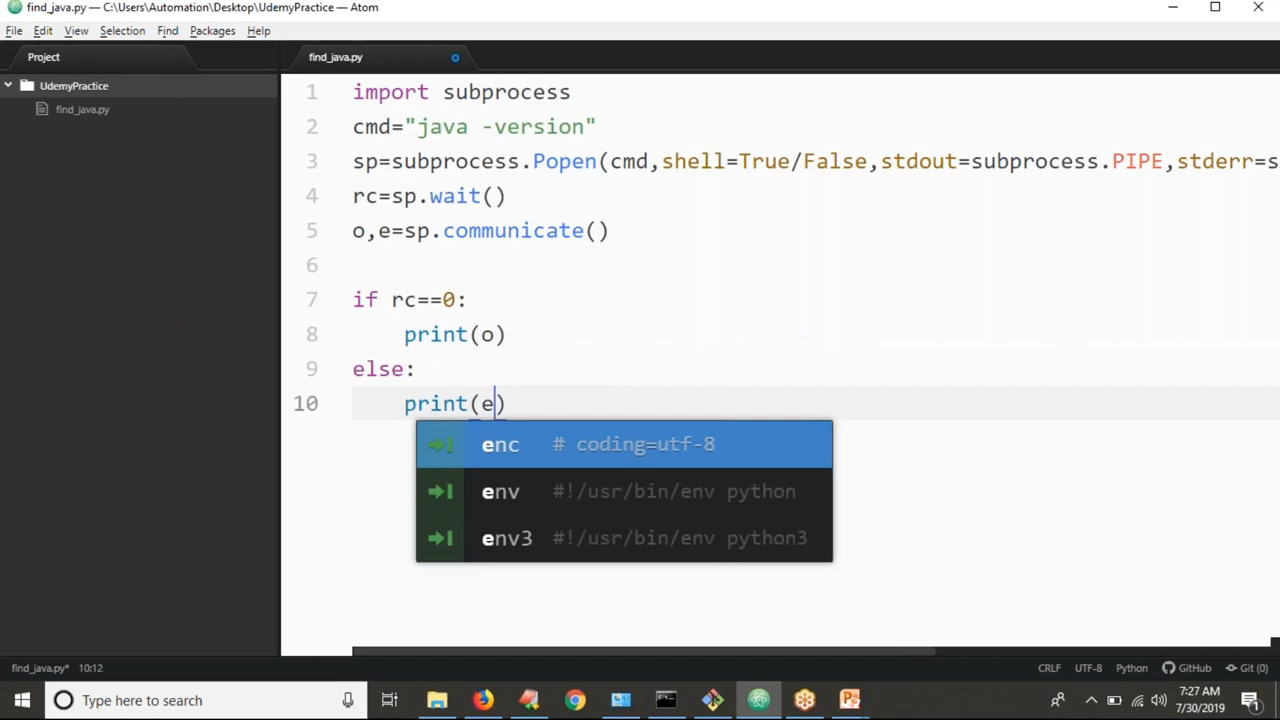 find_java.py — C:\Users\Automation\Desktop\UdemyPractice — Atom
File Edit View Selection Find Packages Help
Project
find_java.py
UdemyPractice
find_java.py
1 import subprocess
2 cmd="java -version"
3 sp=subprocess.Popen(cmd,shell=True/False,stdout=subprocess.PIPE,stderr=s
4 rc=sp.wait()
5 o,e=sp.communicate()
6
7 if rc==0:
8 print(o)
9 else:
10 print(e)
enc # coding=utf-8
env #!/usr/bin/env python
env3 #!/usr/bin/env python3
find_java.py* 10:12 CRLF UTF-8 Python GitHub Git (0)
Type here to search
7:27 AM
7/30/2019